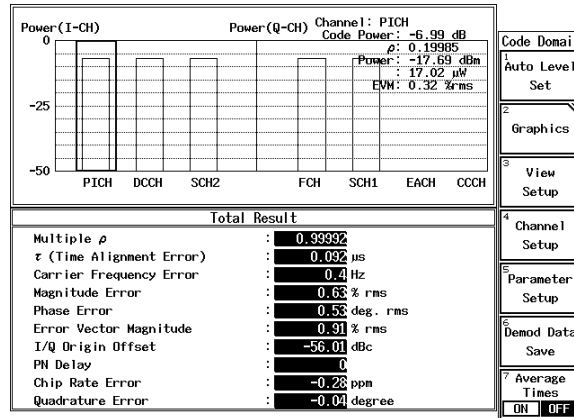 Power(I-CH) Power(Q-CH) Channel: PICH
Code Power: -6.99 dB
ρ: 0.19985
Power: -17.69 dBm
: 17.02 μW
EVM: 0.32 %rms
0
-25
-50
PICH DCCH SCH2 FCH SCH1 EACH CCCH
Total Result
Multiple ρ : 0.99992
τ (Time Alignment Error) : 0.092 μs
Carrier Frequency Error : 0.4 Hz
Magnitude Error : 0.63 % rms
Phase Error : 0.53 deg. rms
Error Vector Magnitude : 0.91 % rms
I/Q Origin Offset : -56.01 dBc
PN Delay : 0
Chip Rate Error : -0.28 ppm
Quadrature Error : -0.04 degree
Code Domai
1
Auto Level
Set
2
Graphics
3
View
Setup
4
Channel
Setup
5
Parameter
Setup
6
Demod Data
Save
7
Average
Times
ON OFF